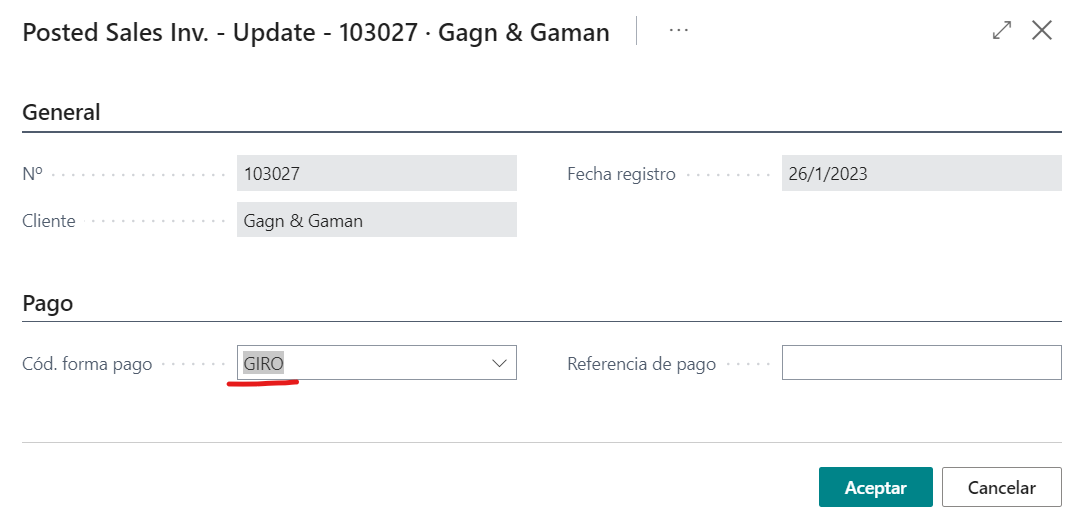 Posted Sales Inv. - Update - 103027 · Gagn & Gaman
General
Nº 103027 Fecha registro 26/1/2023
Cliente Gagn & Gaman
Pago
Cód. forma pago GIRO Referencia de pago
Aceptar Cancelar